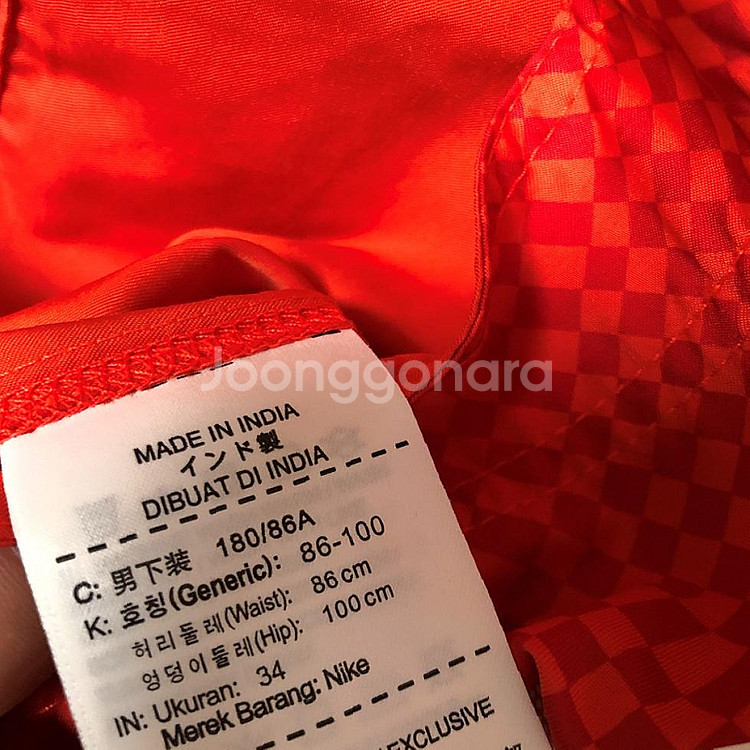 Joonggonara
MADE IN INDIA
インド製
DIBUAT DI INDIA
C: 男下装 180/86A
K: 호칭(Generic): 86-100
허리둘레(Waist): 86 cm
엉덩이둘레(Hip): 100 cm
IN: Ukuran: 34
Merek Barang: Nike
EXCLUSIVE